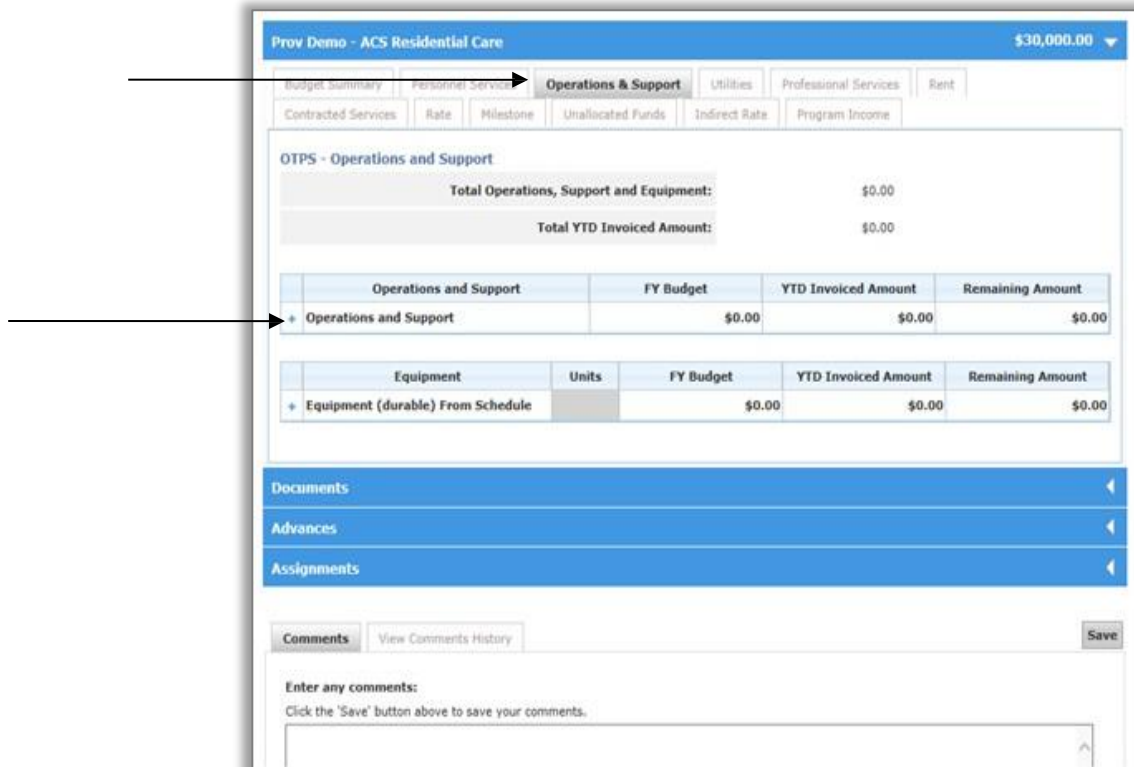 Prov Demo - ACS Residential Care $30,000.00
Budget Summary Personnel Services Operations & Support Utilities Professional Services Rent
Contracted Services Rate Milestone Unallocated Funds Indirect Rate Program Income
OTPS - Operations and Support
Total Operations, Support and Equipment: $0.00
Total YTD Invoiced Amount: $0.00
Operations and Support FY Budget YTD Invoiced Amount Remaining Amount
+ Operations and Support $0.00 $0.00 $0.00
Equipment Units FY Budget YTD Invoiced Amount Remaining Amount
+ Equipment (durable) From Schedule $0.00 $0.00 $0.00
Documents
Advances
Assignments
Comments View Comments History Save
Enter any comments:
Click the 'Save' button above to save your comments.